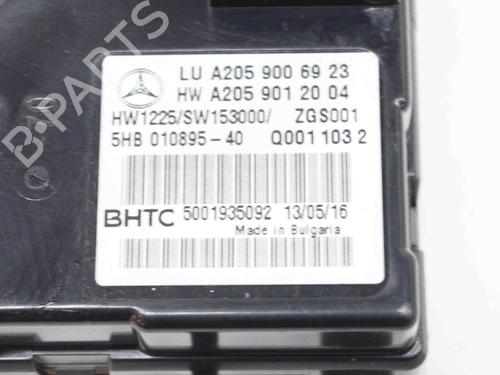 B-PARTS
LU A205 900 69 23
HW A205 901 20 04
HW1225/SW153000/ ZGS001
5HB 010895-40 Q001 103 2
BHTC 5001935092 13/05/16
Made in Bulgaria